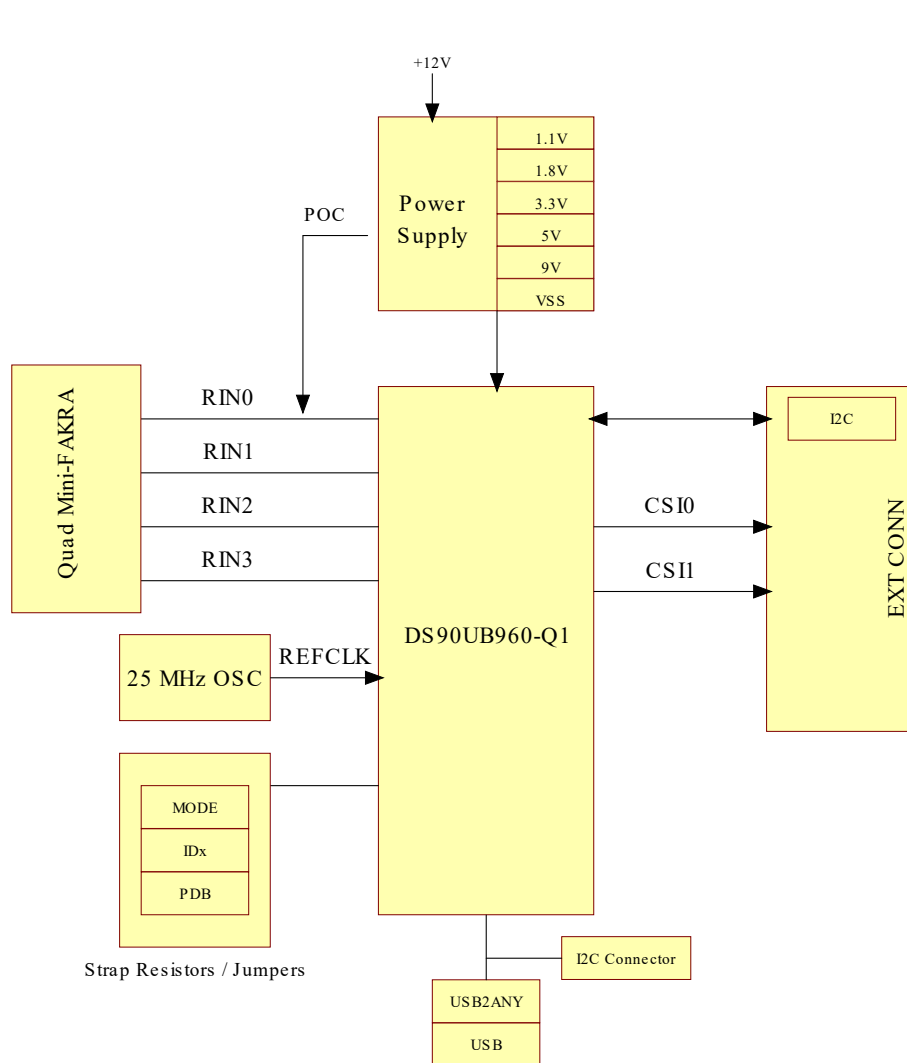 +12V
Power
Supply
1.1V
1.8V
3.3V
5V
9V
VSS
POC
Quad Mini-FAKRA
RIN0
RIN1
RIN2
RIN3
DS90UB960-Q1
I2C
CSI0
CSI1
EXT CONN
25 MHz OSC
REFCLK
MODE
IDx
PDB
Strap Resistors / Jumpers
I2C Connector
USB2ANY
USB